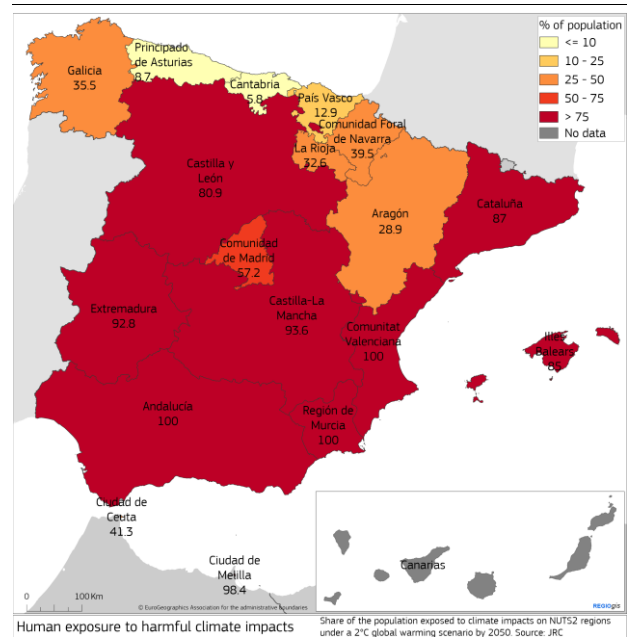 % of population
<= 10
10 - 25
25 - 50
50 - 75
> 75
No data
Principado
de Asturias
8.7
Galicia
35.5
Cantabria
5.8
País Vasco
12.9
Comunidad Foral
de Navarra
39.5
La Rioja
32.6
Castilla y
León
80.9
Cataluña
87
Aragón
28.9
Comunidad
de Madrid
57.2
Extremadura
92.8
Castilla-La
Mancha
93.6
Comunitat
Valenciana
100
Illes
Balears
85
Andalucía
100
Región de
Murcia
100
Ciudad de
Ceuta
41.3
Ciudad de
Melilla
98.4
Canarias
0 100 Km
© EuroGeographics Association for the administrative boundaries
REGIOgis
Human exposure to harmful climate impacts
Share of the population exposed to climate impacts on NUTS2 regions
under a 2°C global warming scenario by 2050. Source: JRC